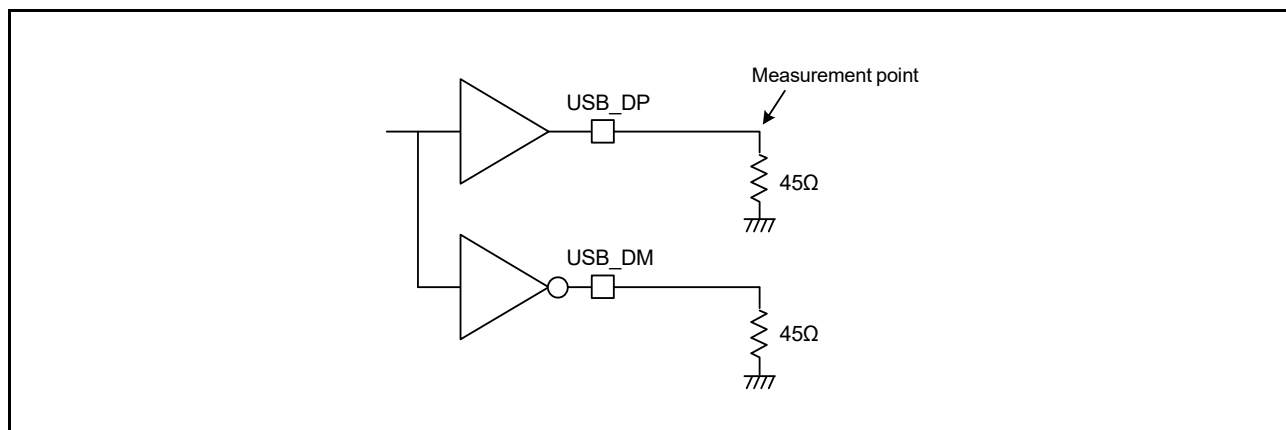 Measurement point
USB_DP
45Ω
USB_DM
45Ω